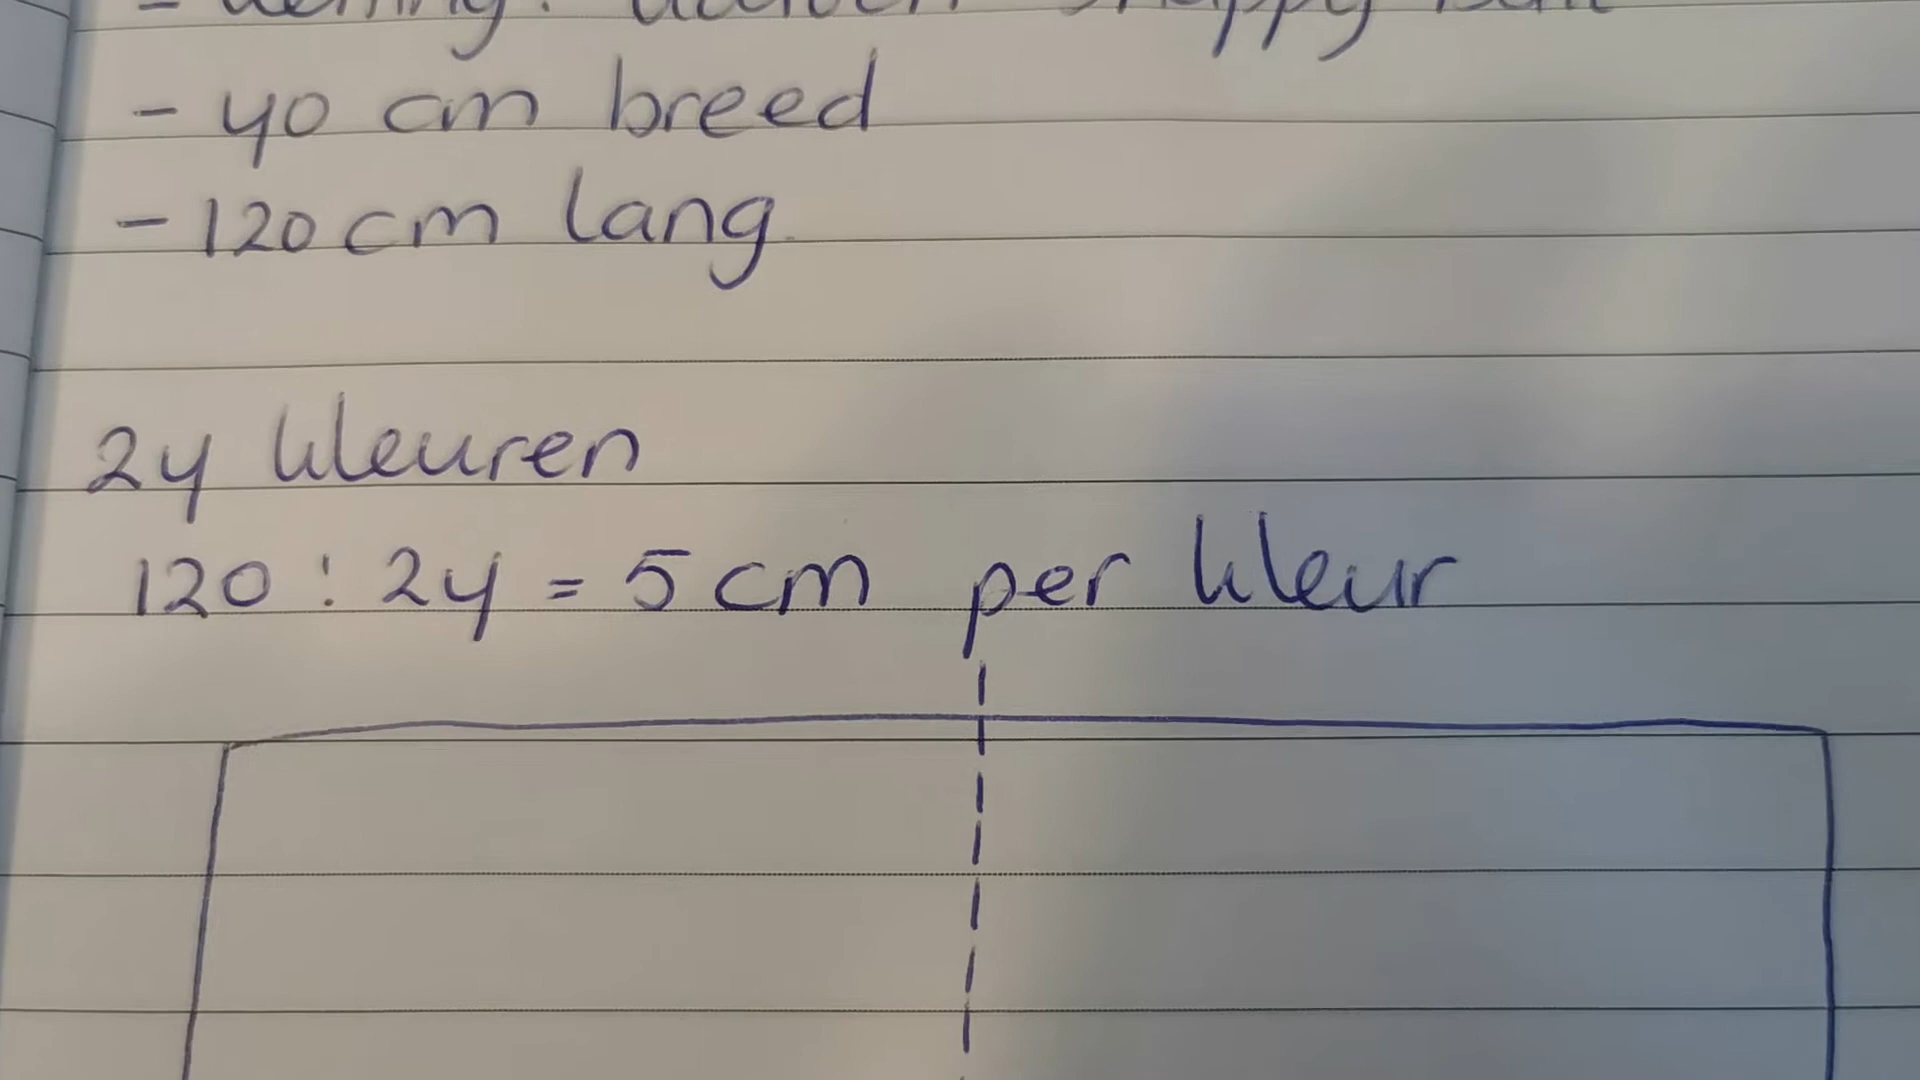 - 40 cm breed
- 120 cm lang
24 kleuren
120 : 24 = 5 cm per kleur